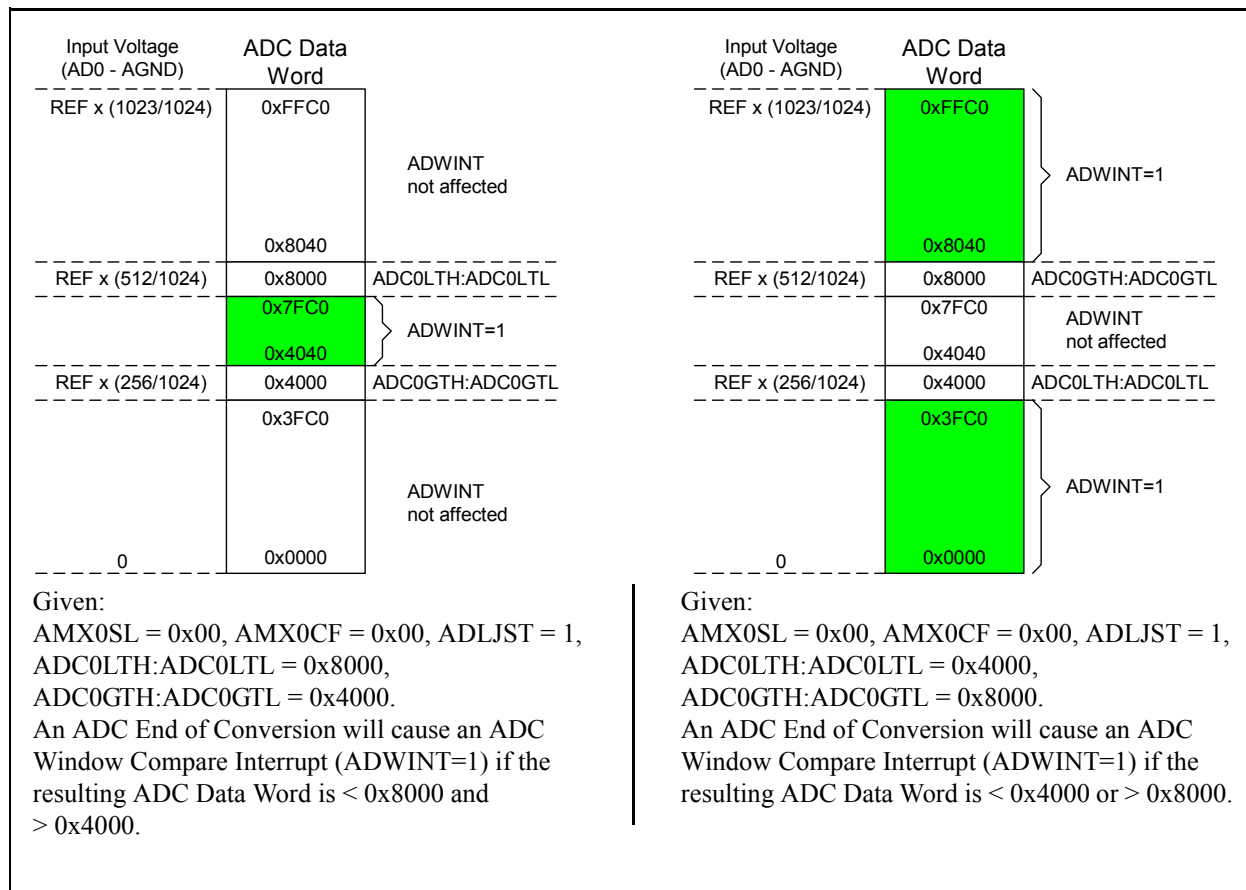 Input Voltage
(AD0 - AGND)
ADC Data
Word
REF x (1023/1024)
0xFFC0
ADWINT
not affected
0x8040
REF x (512/1024)
0x8000
ADC0LTH:ADC0LTL
0x7FC0
ADWINT=1
0x4040
REF x (256/1024)
0x4000
ADC0GTH:ADC0GTL
0x3FC0
ADWINT
not affected
0
0x0000
Given:
AMX0SL = 0x00, AMX0CF = 0x00, ADLJST = 1,
ADC0LTH:ADC0LTL = 0x8000,
ADC0GTH:ADC0GTL = 0x4000.
An ADC End of Conversion will cause an ADC
Window Compare Interrupt (ADWINT=1) if the
resulting ADC Data Word is < 0x8000 and
> 0x4000.
Input Voltage
(AD0 - AGND)
ADC Data
Word
REF x (1023/1024)
0xFFC0
ADWINT=1
0x8040
REF x (512/1024)
0x8000
ADC0GTH:ADC0GTL
0x7FC0
ADWINT
not affected
0x4040
REF x (256/1024)
0x4000
ADC0LTH:ADC0LTL
0x3FC0
ADWINT=1
0
0x0000
Given:
AMX0SL = 0x00, AMX0CF = 0x00, ADLJST = 1,
ADC0LTH:ADC0LTL = 0x4000,
ADC0GTH:ADC0GTL = 0x8000.
An ADC End of Conversion will cause an ADC
Window Compare Interrupt (ADWINT=1) if the
resulting ADC Data Word is < 0x4000 or > 0x8000.